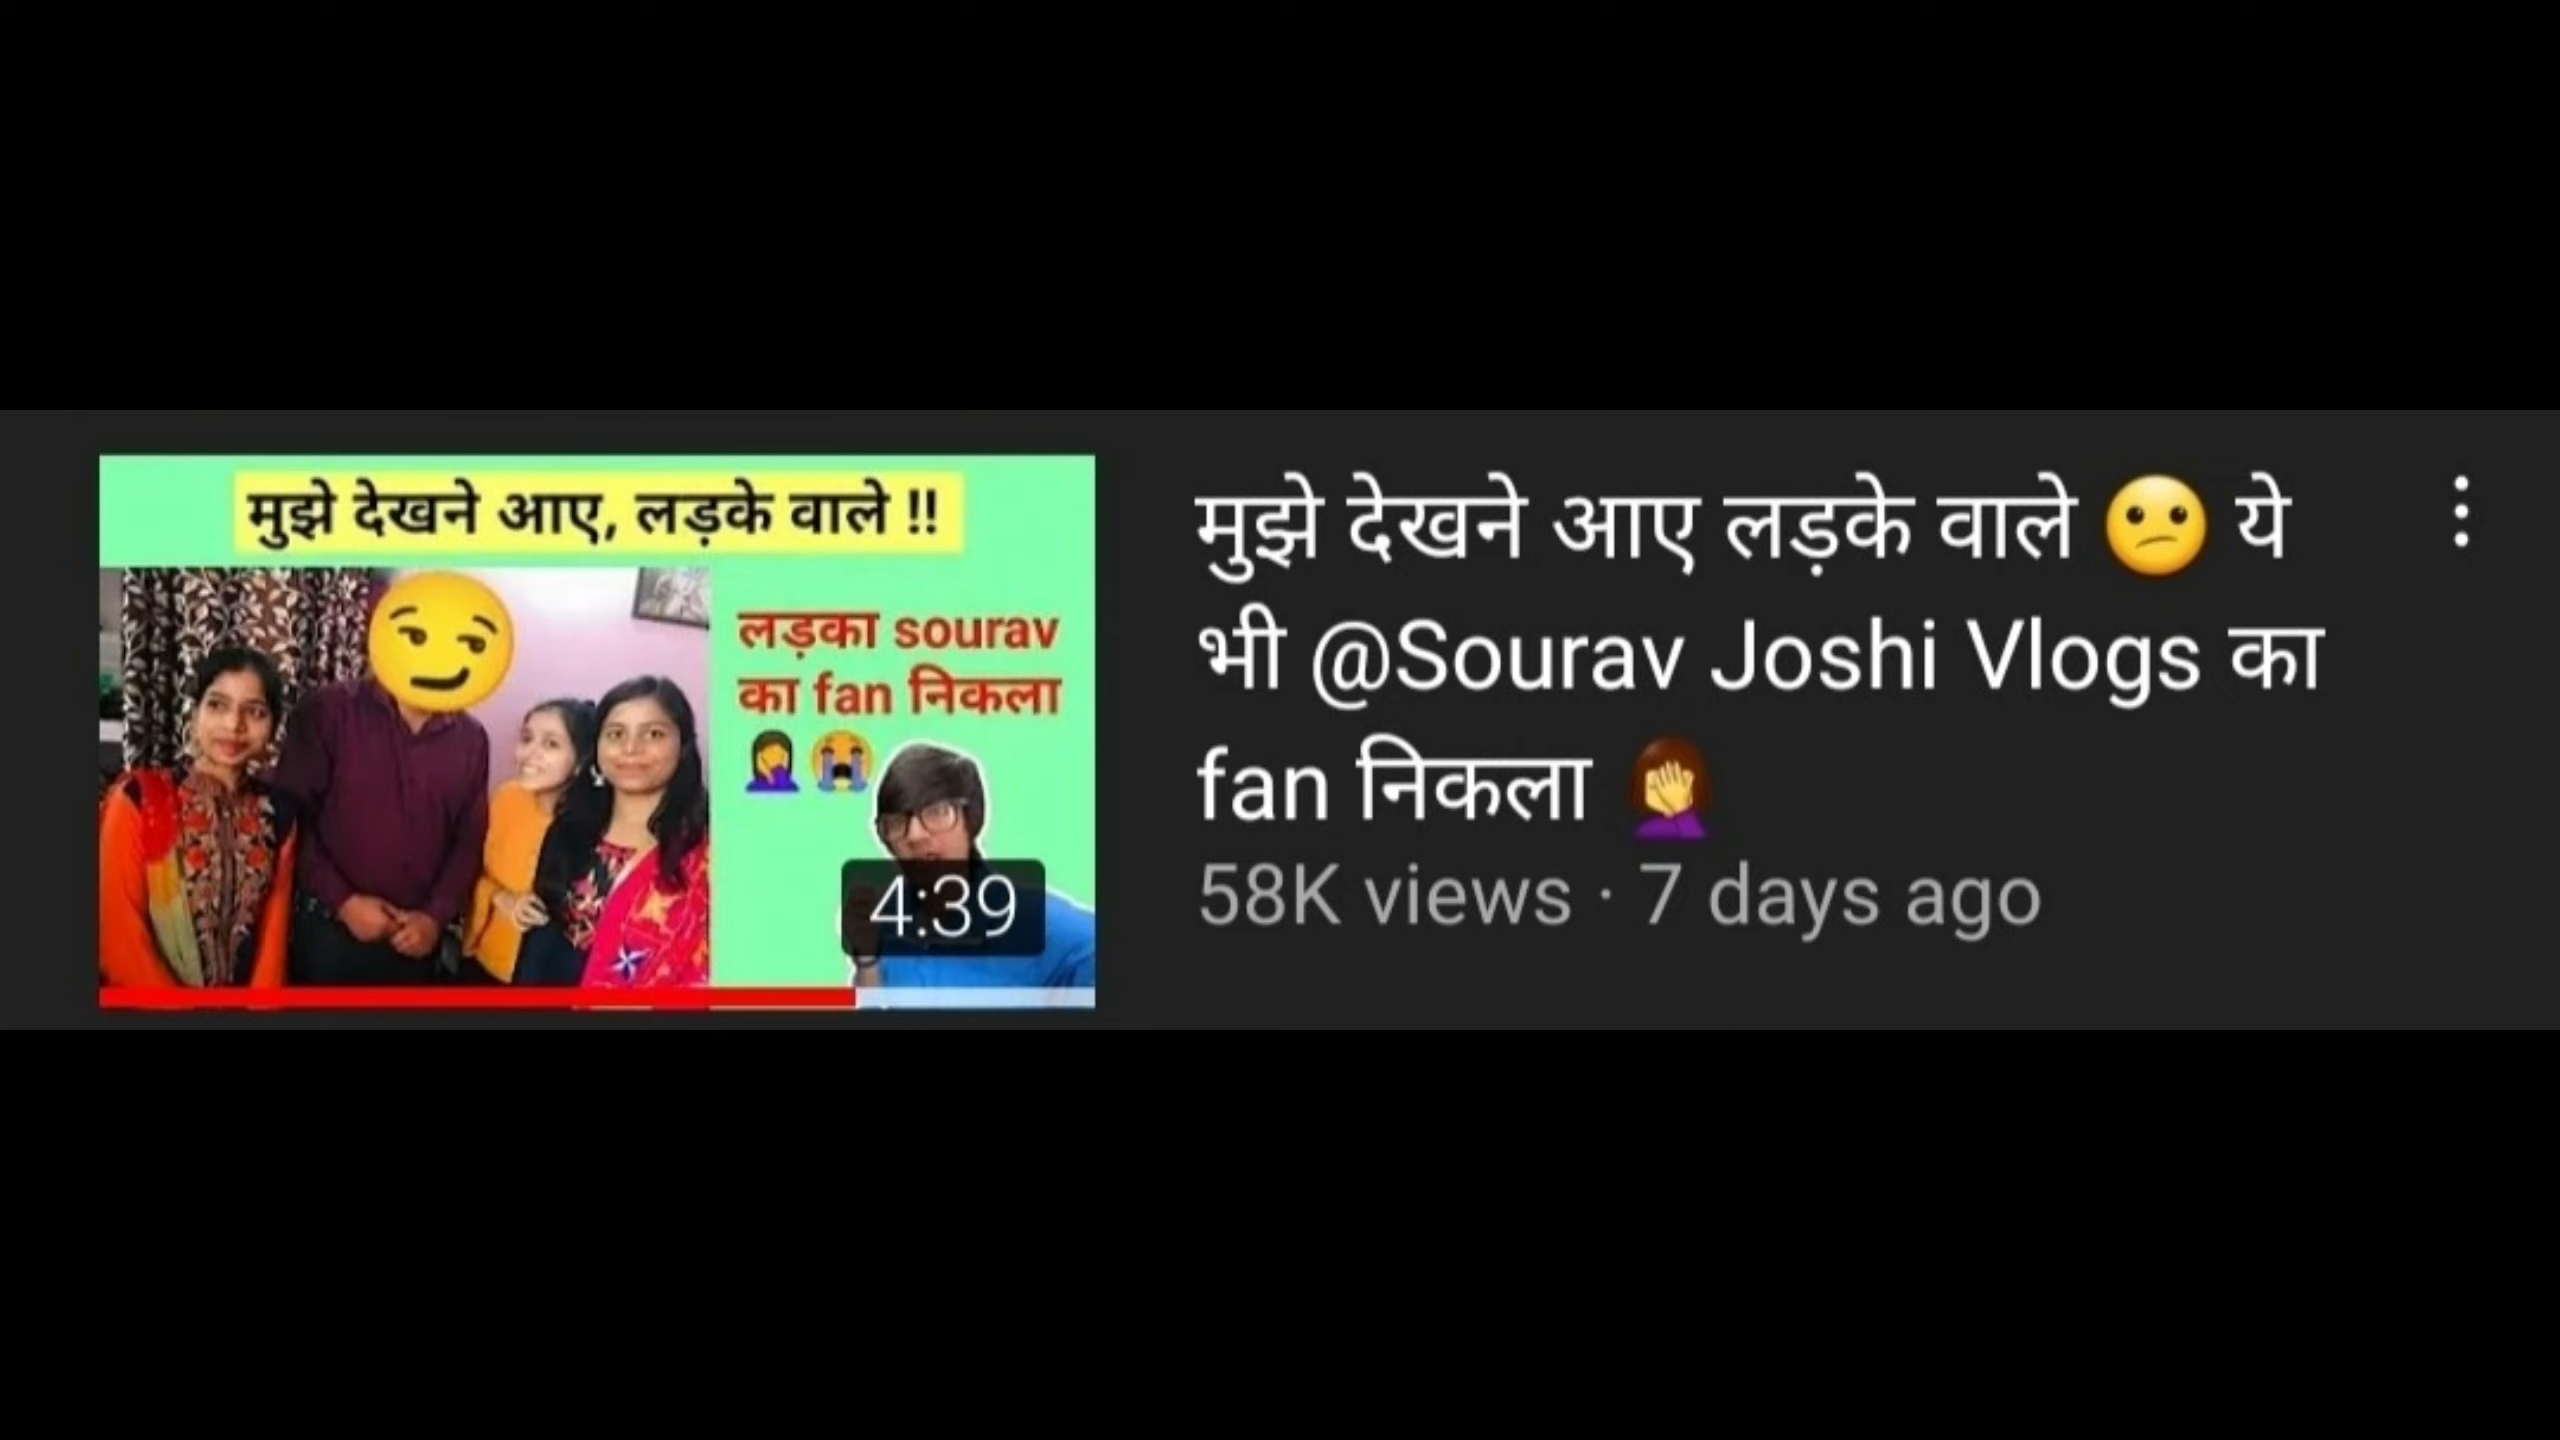 मुझे देखने आए, लड़के वाले !!
लड़का sourav
का fan निकला
🤦‍♀️😭
4:39
मुझे देखने आए लड़के वाले 😕 ये
भी @Sourav Joshi Vlogs का
fan निकला 🤦‍♀️
58K views · 7 days ago